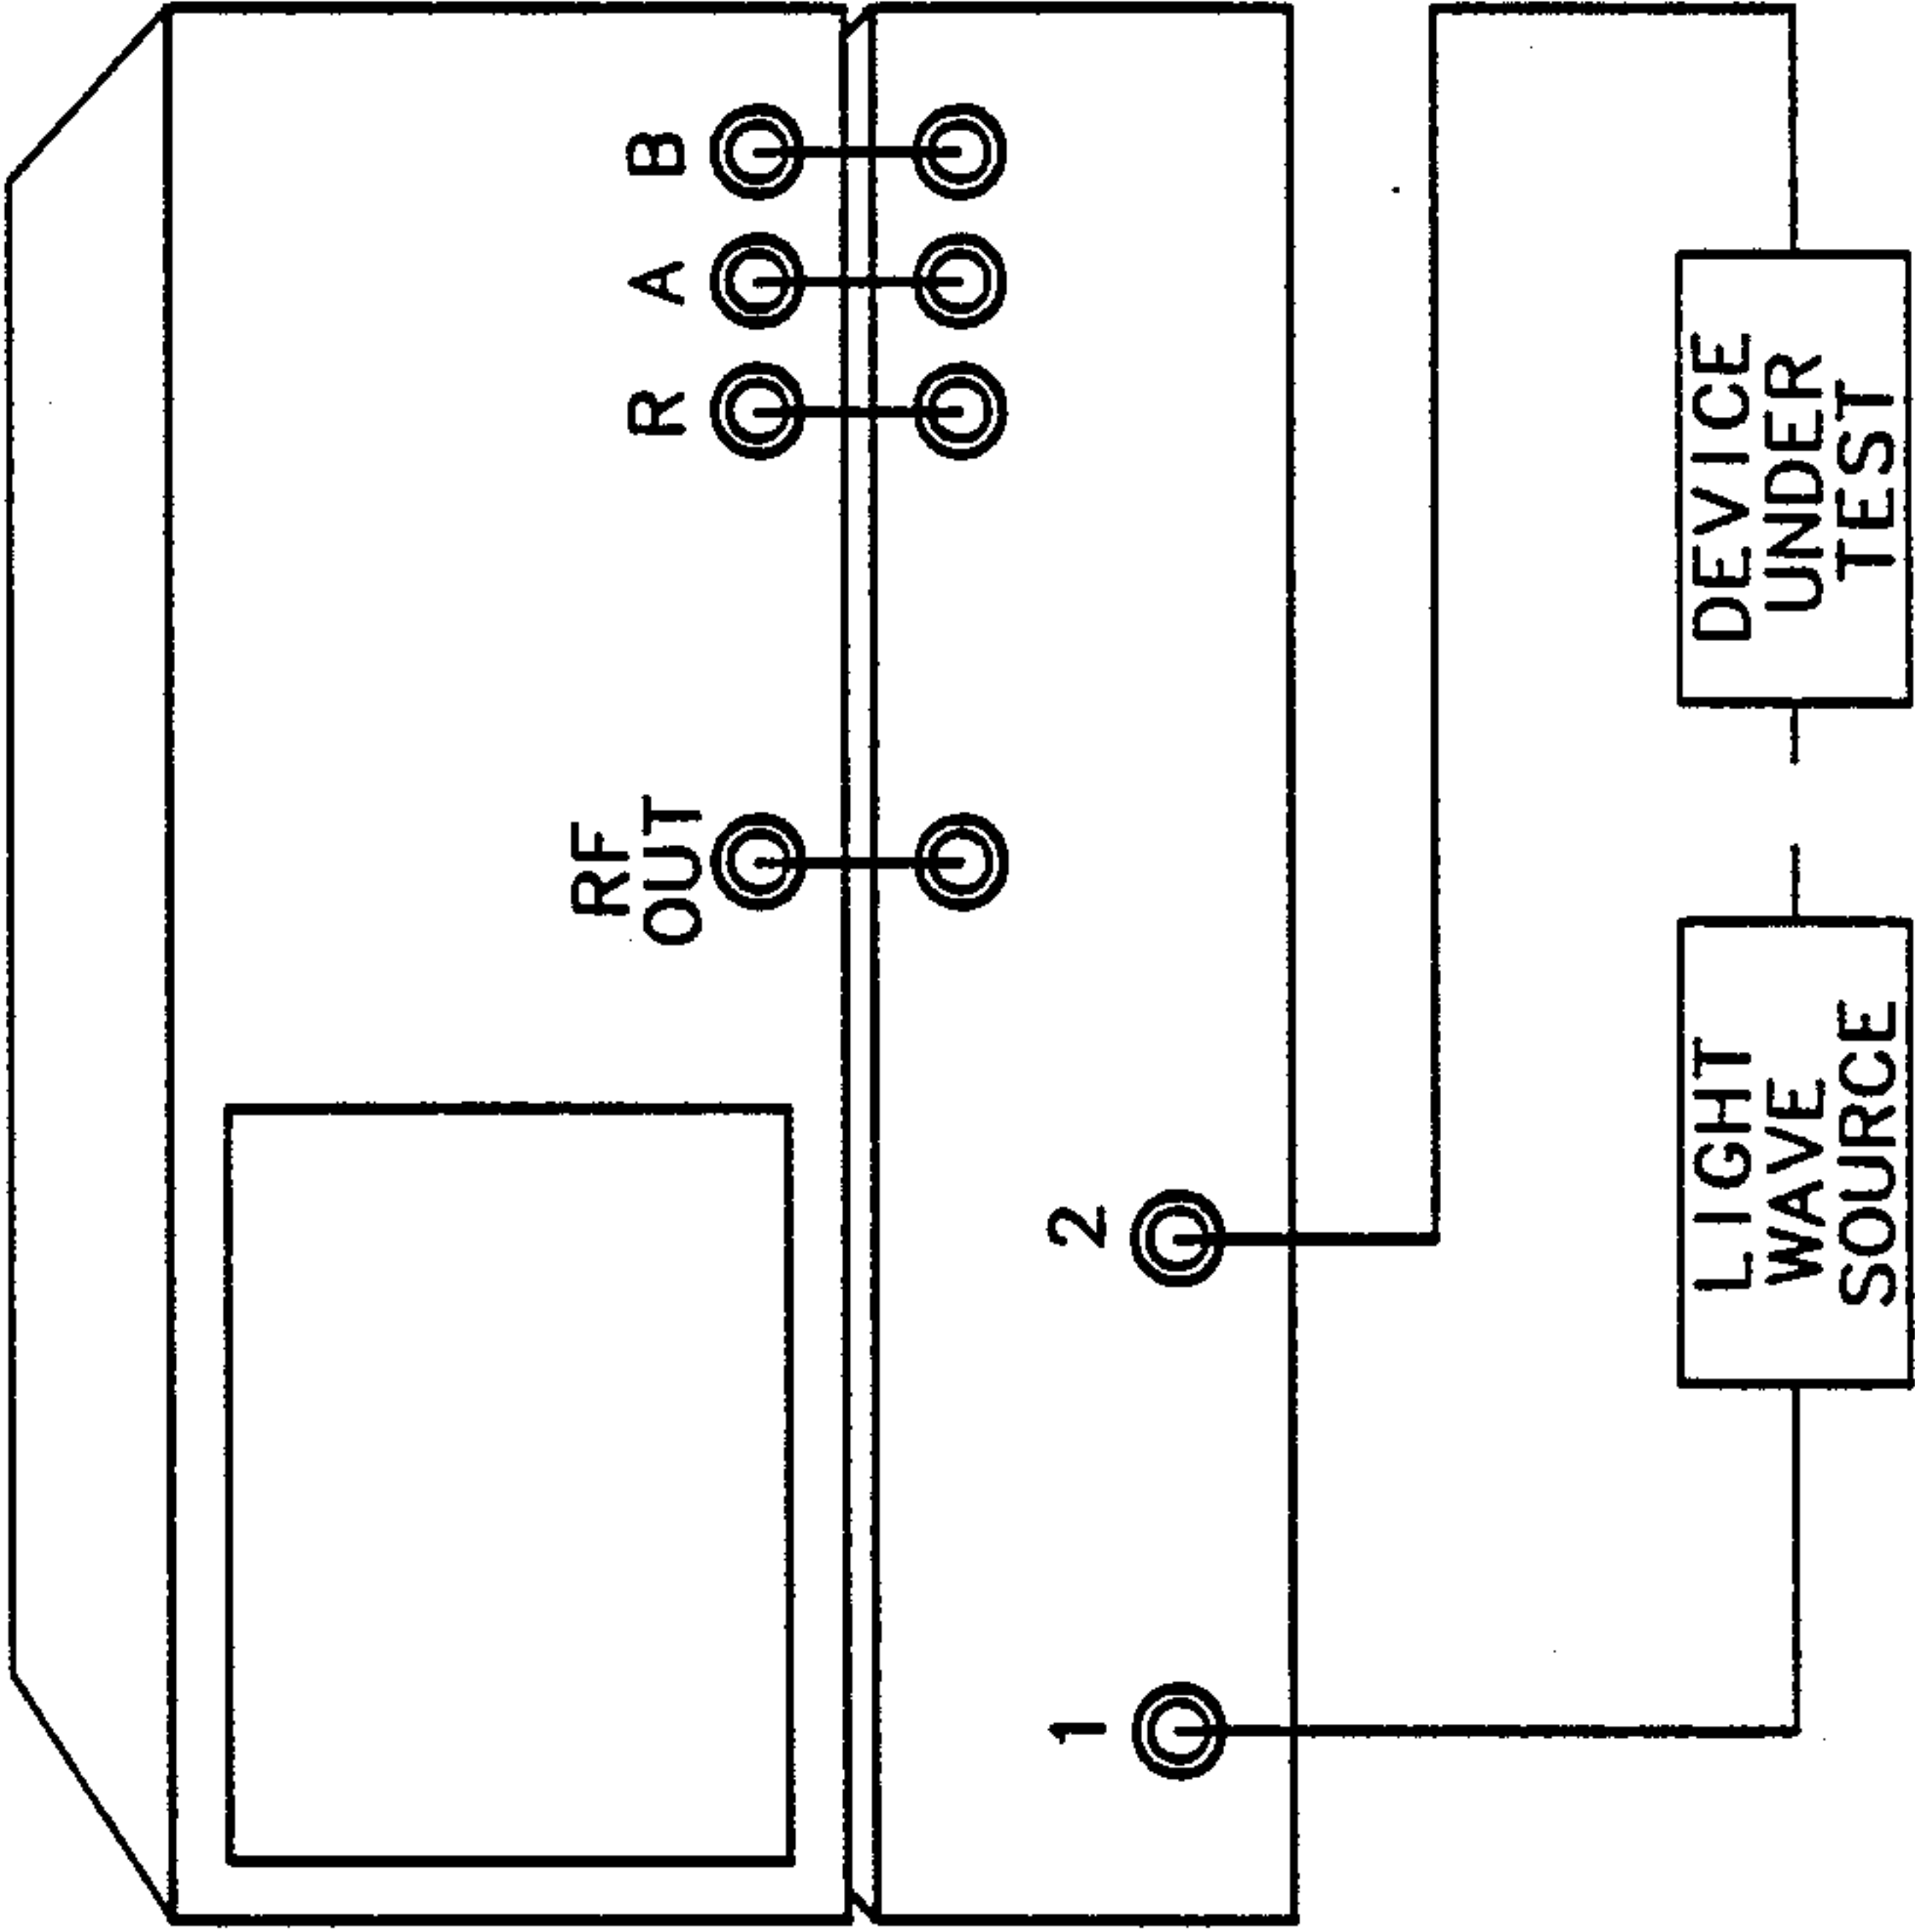 RF
OUT
R
A
B
1
2
LIGHT
WAVE
SOURCE
DEVICE
UNDER
TEST